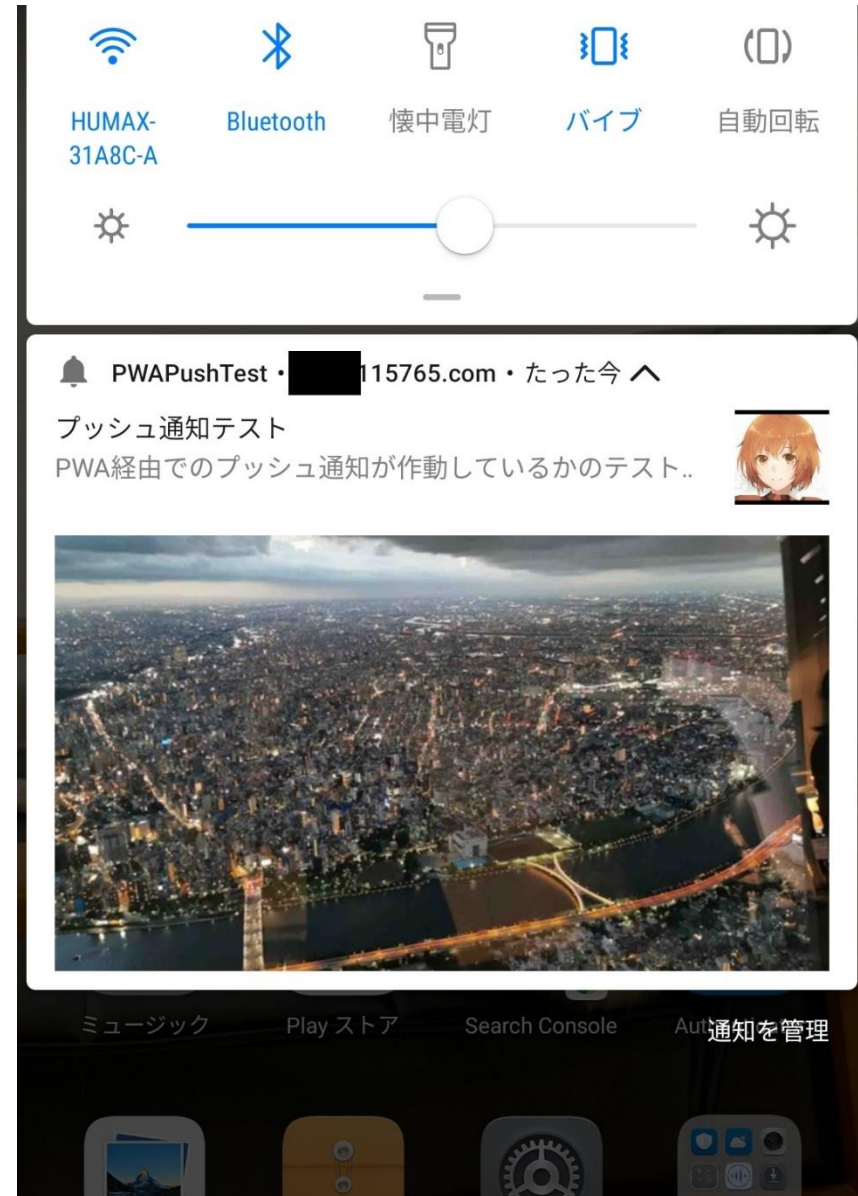 HUMAX-
31A8C-A
Bluetooth
懐中電灯
バイブ
自動回転
PWAPushTest・115765.com・たった今
プッシュ通知テスト
PWA経由でのプッシュ通知が作動しているかのテスト..
ミュージック
Play ストア
Search Console
Aut
通知を管理